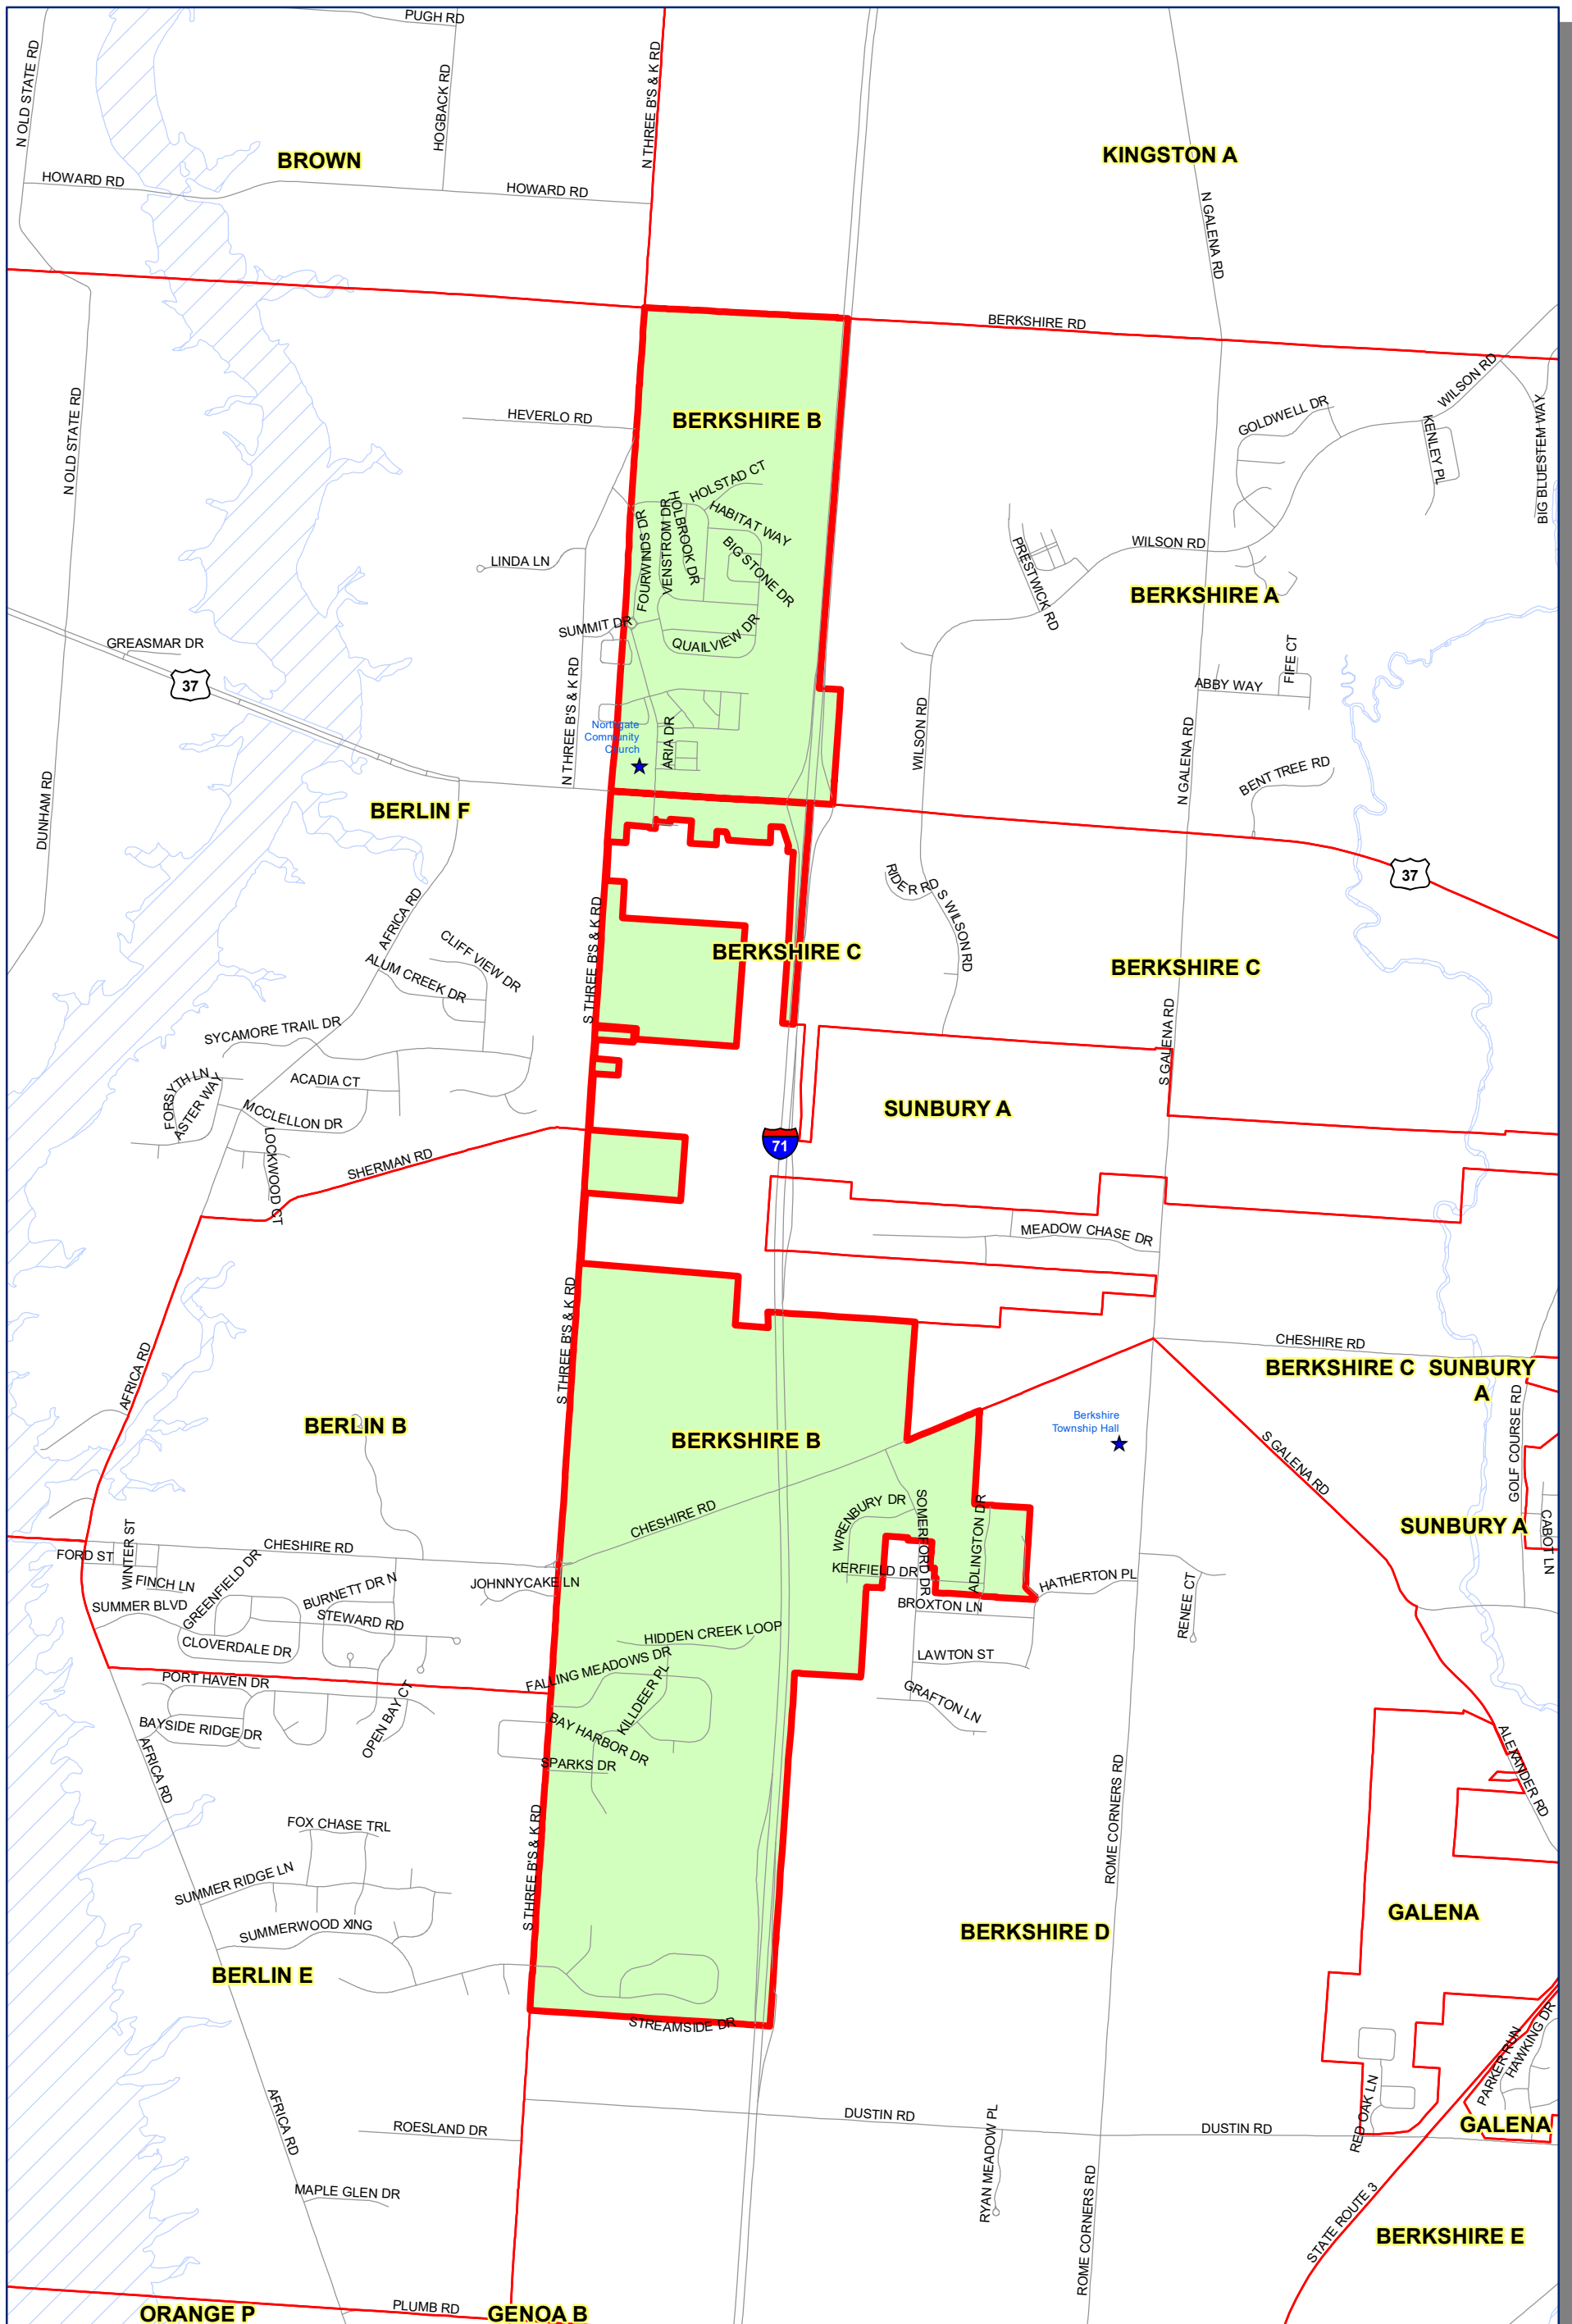 PUGH RD
N OLD STATE RD
HOGBACK RD
N THREE B'S & K RD
BROWN
KINGSTON A
HOWARD RD
HOWARD RD
N GALENA RD
BERKSHIRE RD
WILSON RD
N OLD STATE RD
HEVERLO RD
BERKSHIRE B
GOLDWELL DR
KENLEY PL
BIG BLUESTEM WAY
HOLSTAD CT
HABITAT WAY
FOURWINDS DR
VENSTROM DR
HOLBROOK DR
BIG STONE DR
LINDA LN
WILSON RD
PRESTWICK RD
BERKSHIRE A
SUMMIT DR
QUAILVIEW DR
GREASMAR DR
37
FIFE CT
ABBY WAY
N THREE B'S & K RD
Northgate
Community
Church
ARIA DR
WILSON RD
N GALENA RD
BENT TREE RD
DUNHAM RD
BERLIN F
37
RIDER RD
S WILSON RD
AFRICA RD
CLIFF VIEW DR
ALUM CREEK DR
S THREE B'S & K RD
BERKSHIRE C
BERKSHIRE C
SYCAMORE TRAIL DR
S GALENA RD
FORSYTH LN
ASTER WAY
ACADIA CT
MCCLELLON DR
SUNBURY A
LOCKWOOD CT
SHERMAN RD
71
MEADOW CHASE DR
S THREE B'S & K RD
AFRICA RD
CHESHIRE RD
BERKSHIRE C
SUNBURY
A
BERLIN B
BERKSHIRE B
Berkshire
Township Hall
S GALENA RD
GOLF COURSE RD
CABOT LN
SUNBURY A
CHESHIRE RD
WRENBURY DR
SOMERFORD DR
ADLINGTON DR
WINTER ST
FORD ST
CHESHIRE RD
FINCH LN
GREENFIELD DR
BURNETT DR N
JOHNNYCAKE LN
KERFIELD DR
HATHERTON PL
BROXTON LN
RENEE CT
SUMMER BLVD
STEWARD RD
CLOVERDALE DR
HIDDEN CREEK LOOP
LAWTON ST
FALLING MEADOWS DR
KILLDEER PL
PORT HAVEN DR
OPEN BAY CT
GRAFTON LN
BAYSIDE RIDGE DR
BAY HARBOR DR
SPARKS DR
AFRICA RD
ROME CORNERS RD
ALEXANDER RD
FOX CHASE TRL
S THREE B'S & K RD
SUMMER RIDGE LN
SUMMERWOOD XING
BERKSHIRE D
GALENA
BERLIN E
STREAMSIDE DR
PARKER RUN
HAWKING DR
RED OAK LN
AFRICA RD
ROESLAND DR
DUSTIN RD
RYAN MEADOW PL
DUSTIN RD
GALENA
MAPLE GLEN DR
ROME CORNERS RD
STATE ROUTE 3
BERKSHIRE E
ORANGE P
PLUMB RD
GENOA B